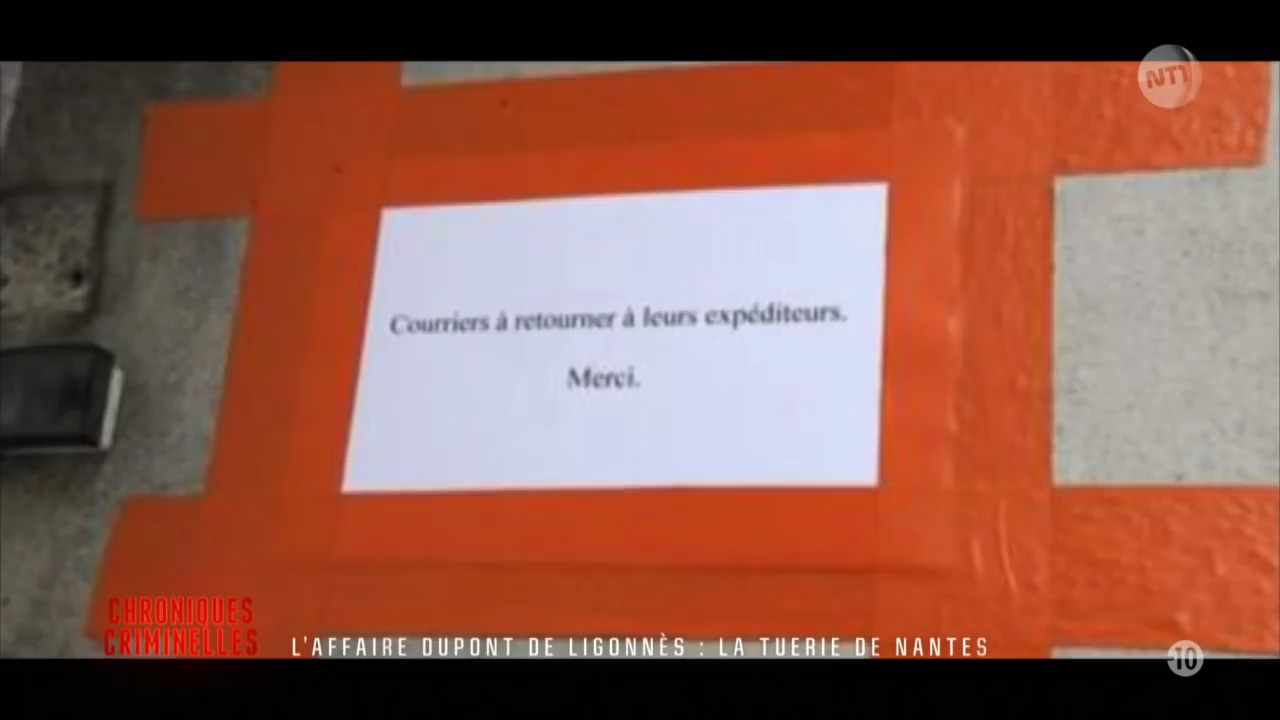 NT1
Courriers à retourner à leurs expéditeurs.
Merci.
CHRONIQUES
CRIMINELLES
L'AFFAIRE DUPONT DE LIGONNÈS : LA TUERIE DE NANTES
-10